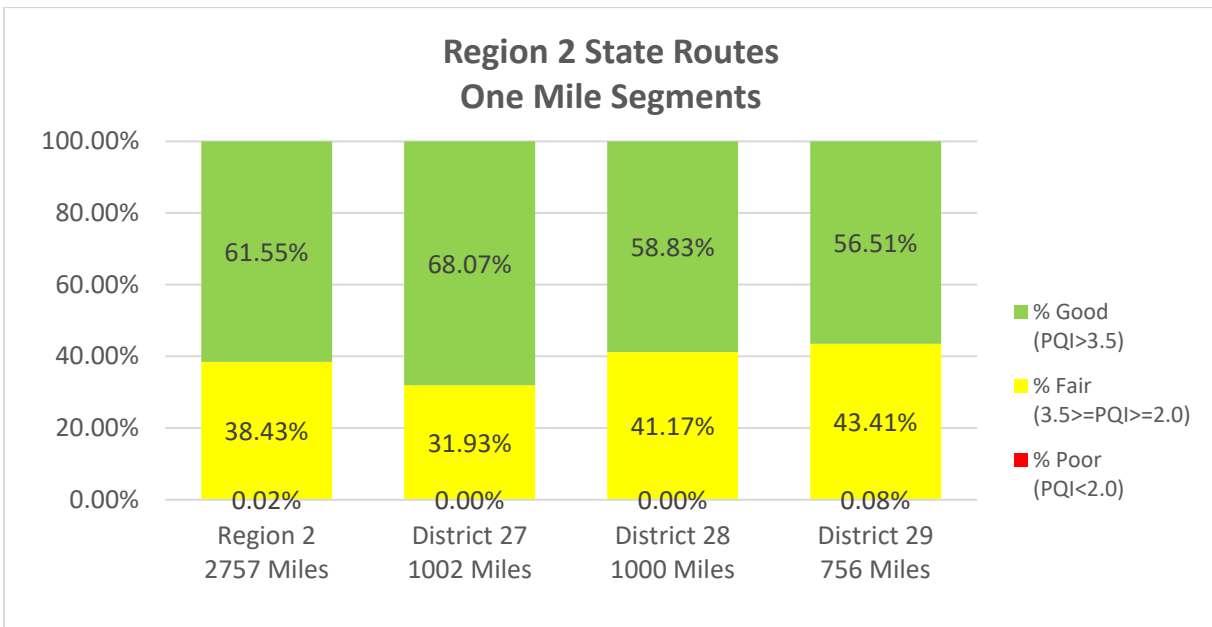 Region 2 State Routes
One Mile Segments
100.00%
80.00%
60.00%
40.00%
20.00%
0.00%
61.55%
68.07%
58.83%
56.51%
38.43%
31.93%
41.17%
43.41%
0.02%
0.00%
0.00%
0.08%
Region 2
2757 Miles
District 27
1002 Miles
District 28
1000 Miles
District 29
756 Miles
% Good
(PQI>3.5)
% Fair
(3.5>=PQI>=2.0)
% Poor
(PQI<2.0)